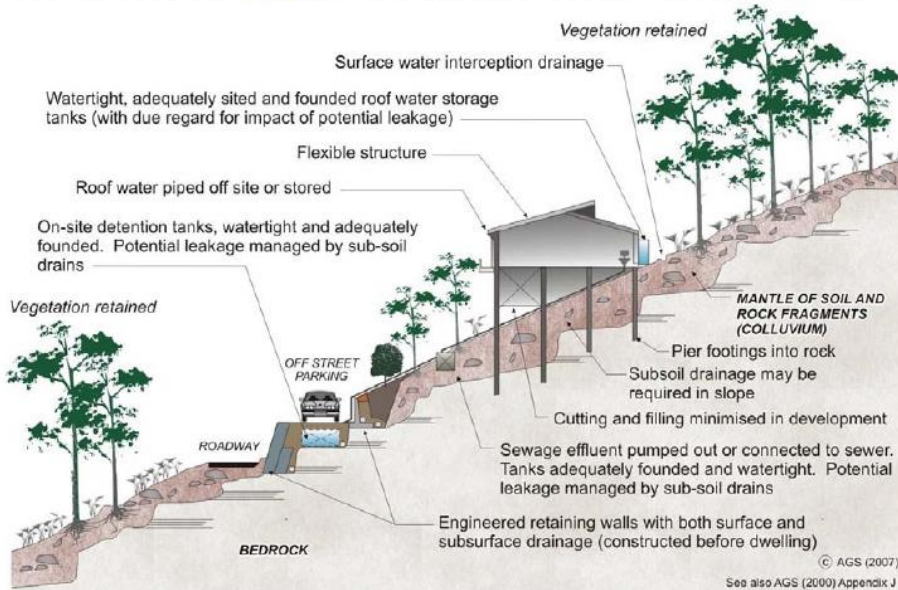 Vegetation retained
Surface water interception drainage
Watertight, adequately sited and founded roof water storage
tanks (with due regard for impact of potential leakage)
Flexible structure
Roof water piped off site or stored
On-site detention tanks, watertight and adequately
founded. Potential leakage managed by sub-soil
drains
Vegetation retained
OFF STREET
PARKING
ROADWAY
MANTLE OF SOIL AND
ROCK FRAGMENTS
(COLLUVIUM)
Pier footings into rock
Subsoil drainage may be
required in slope
Cutting and filling minimised in development
Sewage effluent pumped out or connected to sewer.
Tanks adequately founded and watertight. Potential
leakage managed by sub-soil drains
Engineered retaining walls with both surface and
subsurface drainage (constructed before dwelling)
BEDROCK
© AGS (2007)
See also AGS (2000) Appendix J